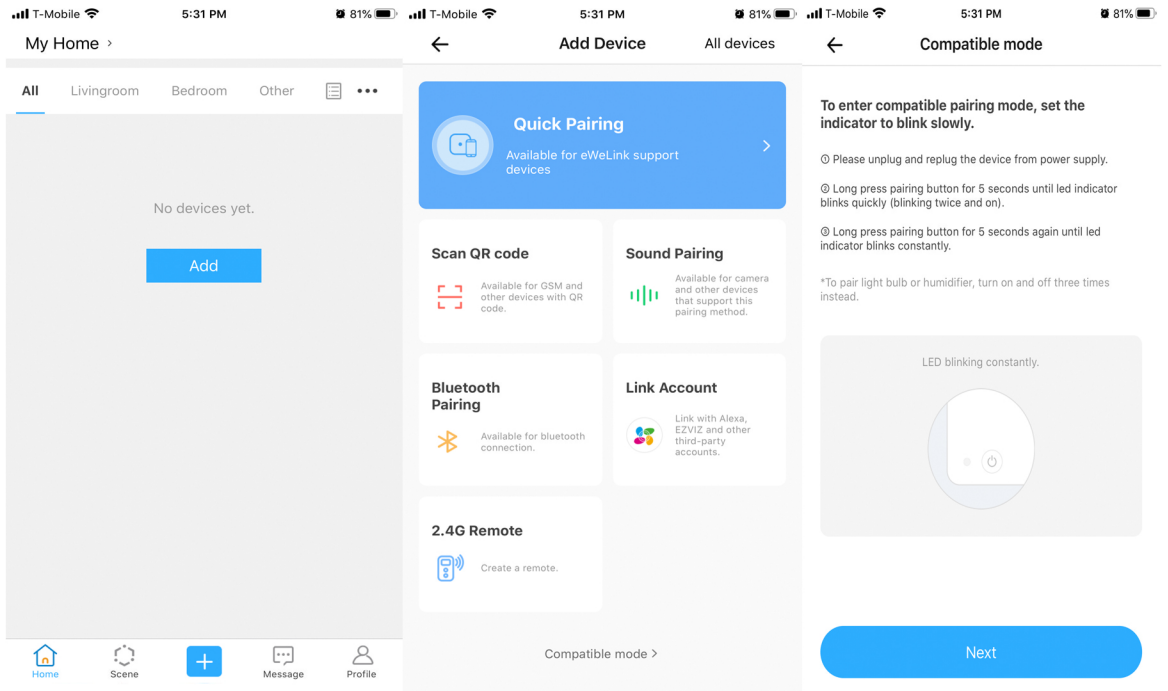 T-Mobile 5:31 PM 81%
My Home >
All Livingroom Bedroom Other
No devices yet.
Add
Home Scene Message Profile
T-Mobile 5:31 PM 81%
Add Device All devices
Quick Pairing
Available for eWeLink support
devices
Scan QR code
Available for GSM and
other devices with QR
code.
Sound Pairing
Available for camera
and other devices
that support this
pairing method.
Bluetooth
Pairing
Available for bluetooth
connection.
Link Account
Link with Alexa,
EZVIZ and other
third-party
accounts.
2.4G Remote
Create a remote.
Compatible mode >
T-Mobile 5:31 PM 81%
Compatible mode
To enter compatible pairing mode, set the
indicator to blink slowly.
① Please unplug and replug the device from power supply.
② Long press pairing button for 5 seconds until led indicator
blinks quickly (blinking twice and on).
③ Long press pairing button for 5 seconds again until led
indicator blinks constantly.
*To pair light bulb or humidifier, turn on and off three times
instead.
LED blinking constantly.
Next